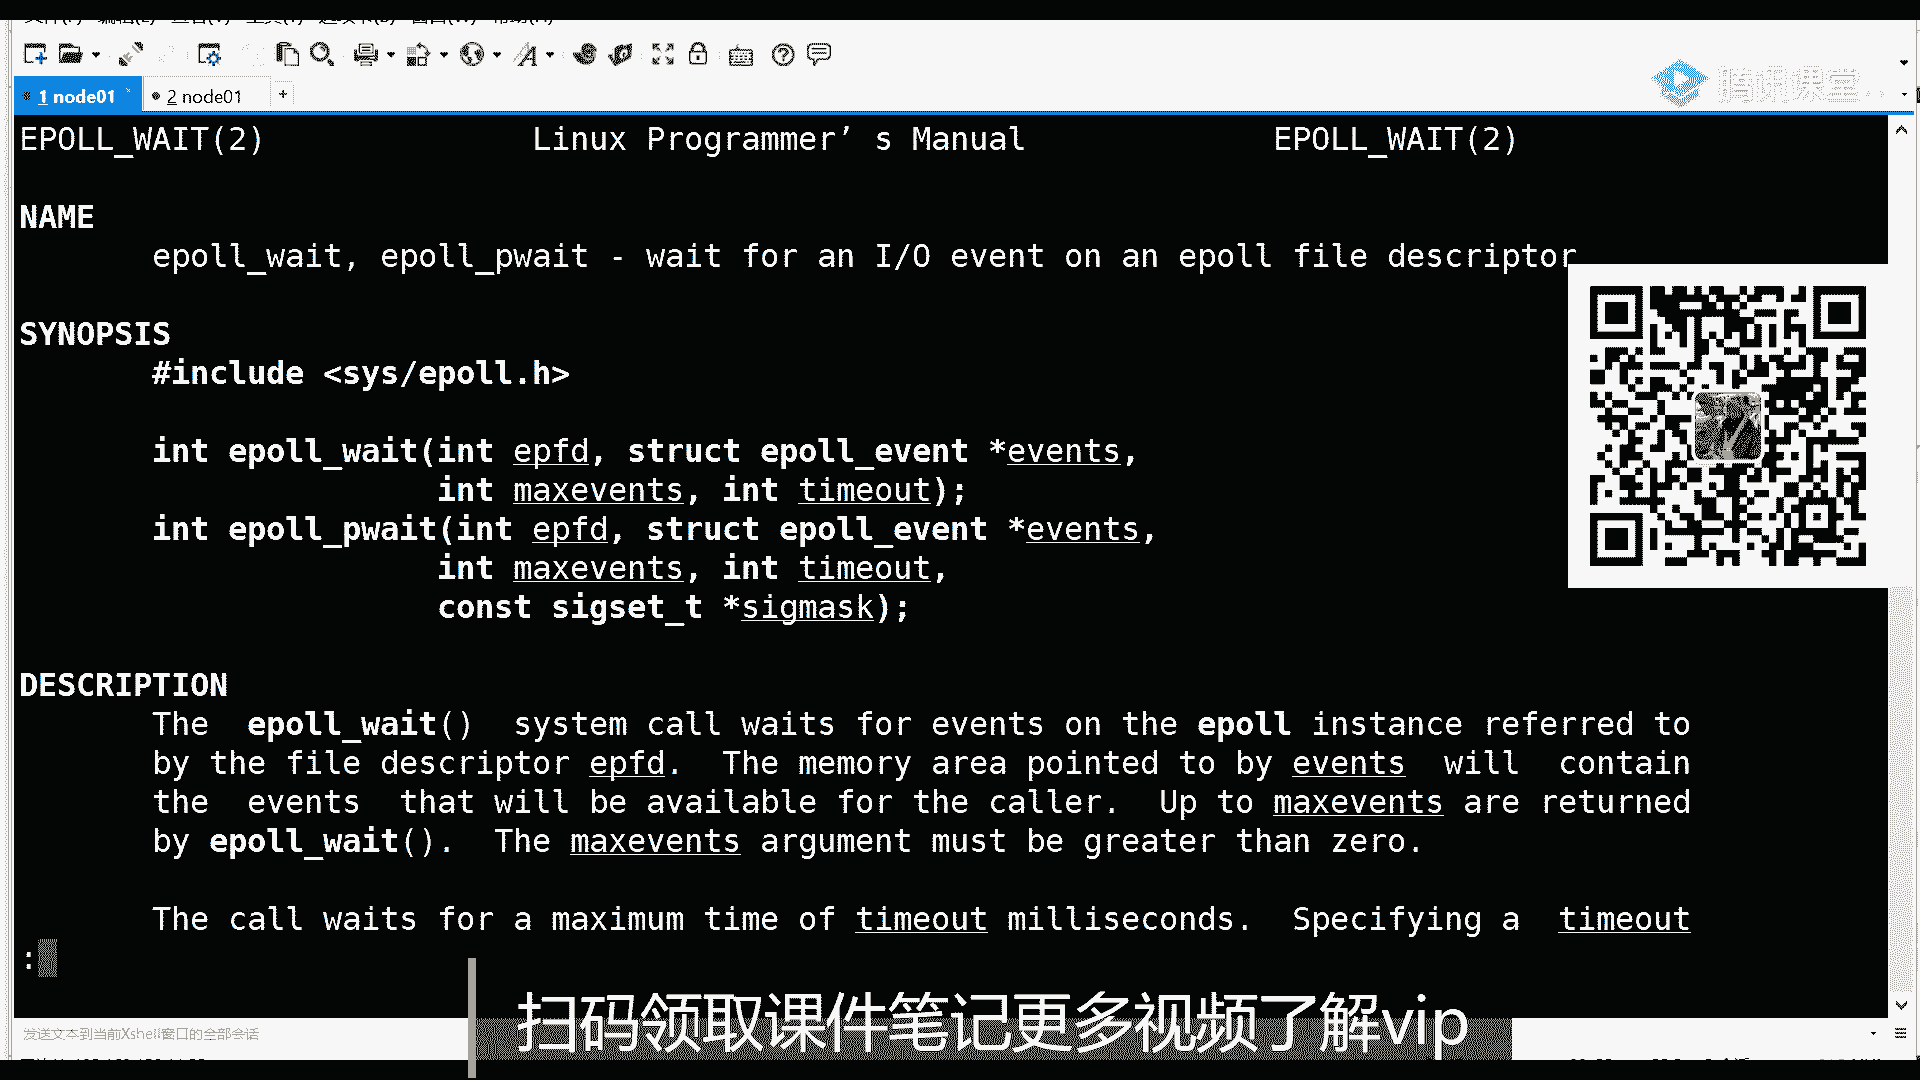 1 node01
2 node01
+
腾讯课堂
EPOLL_WAIT(2) Linux Programmer’ s Manual EPOLL_WAIT(2)
NAME
epoll_wait, epoll_pwait - wait for an I/O event on an epoll file descriptor
SYNOPSIS
#include <sys/epoll.h>
int epoll_wait(int epfd, struct epoll_event *events,
int maxevents, int timeout);
int epoll_pwait(int epfd, struct epoll_event *events,
int maxevents, int timeout,
const sigset_t *sigmask);
DESCRIPTION
The epoll_wait() system call waits for events on the epoll instance referred to
by the file descriptor epfd. The memory area pointed to by events will contain
the events that will be available for the caller. Up to maxevents are returned
by epoll_wait(). The maxevents argument must be greater than zero.
The call waits for a maximum time of timeout milliseconds. Specifying a timeout
:
扫码领取课件笔记更多视频了解vip
发送文本到当前Xshell窗口的全部会话